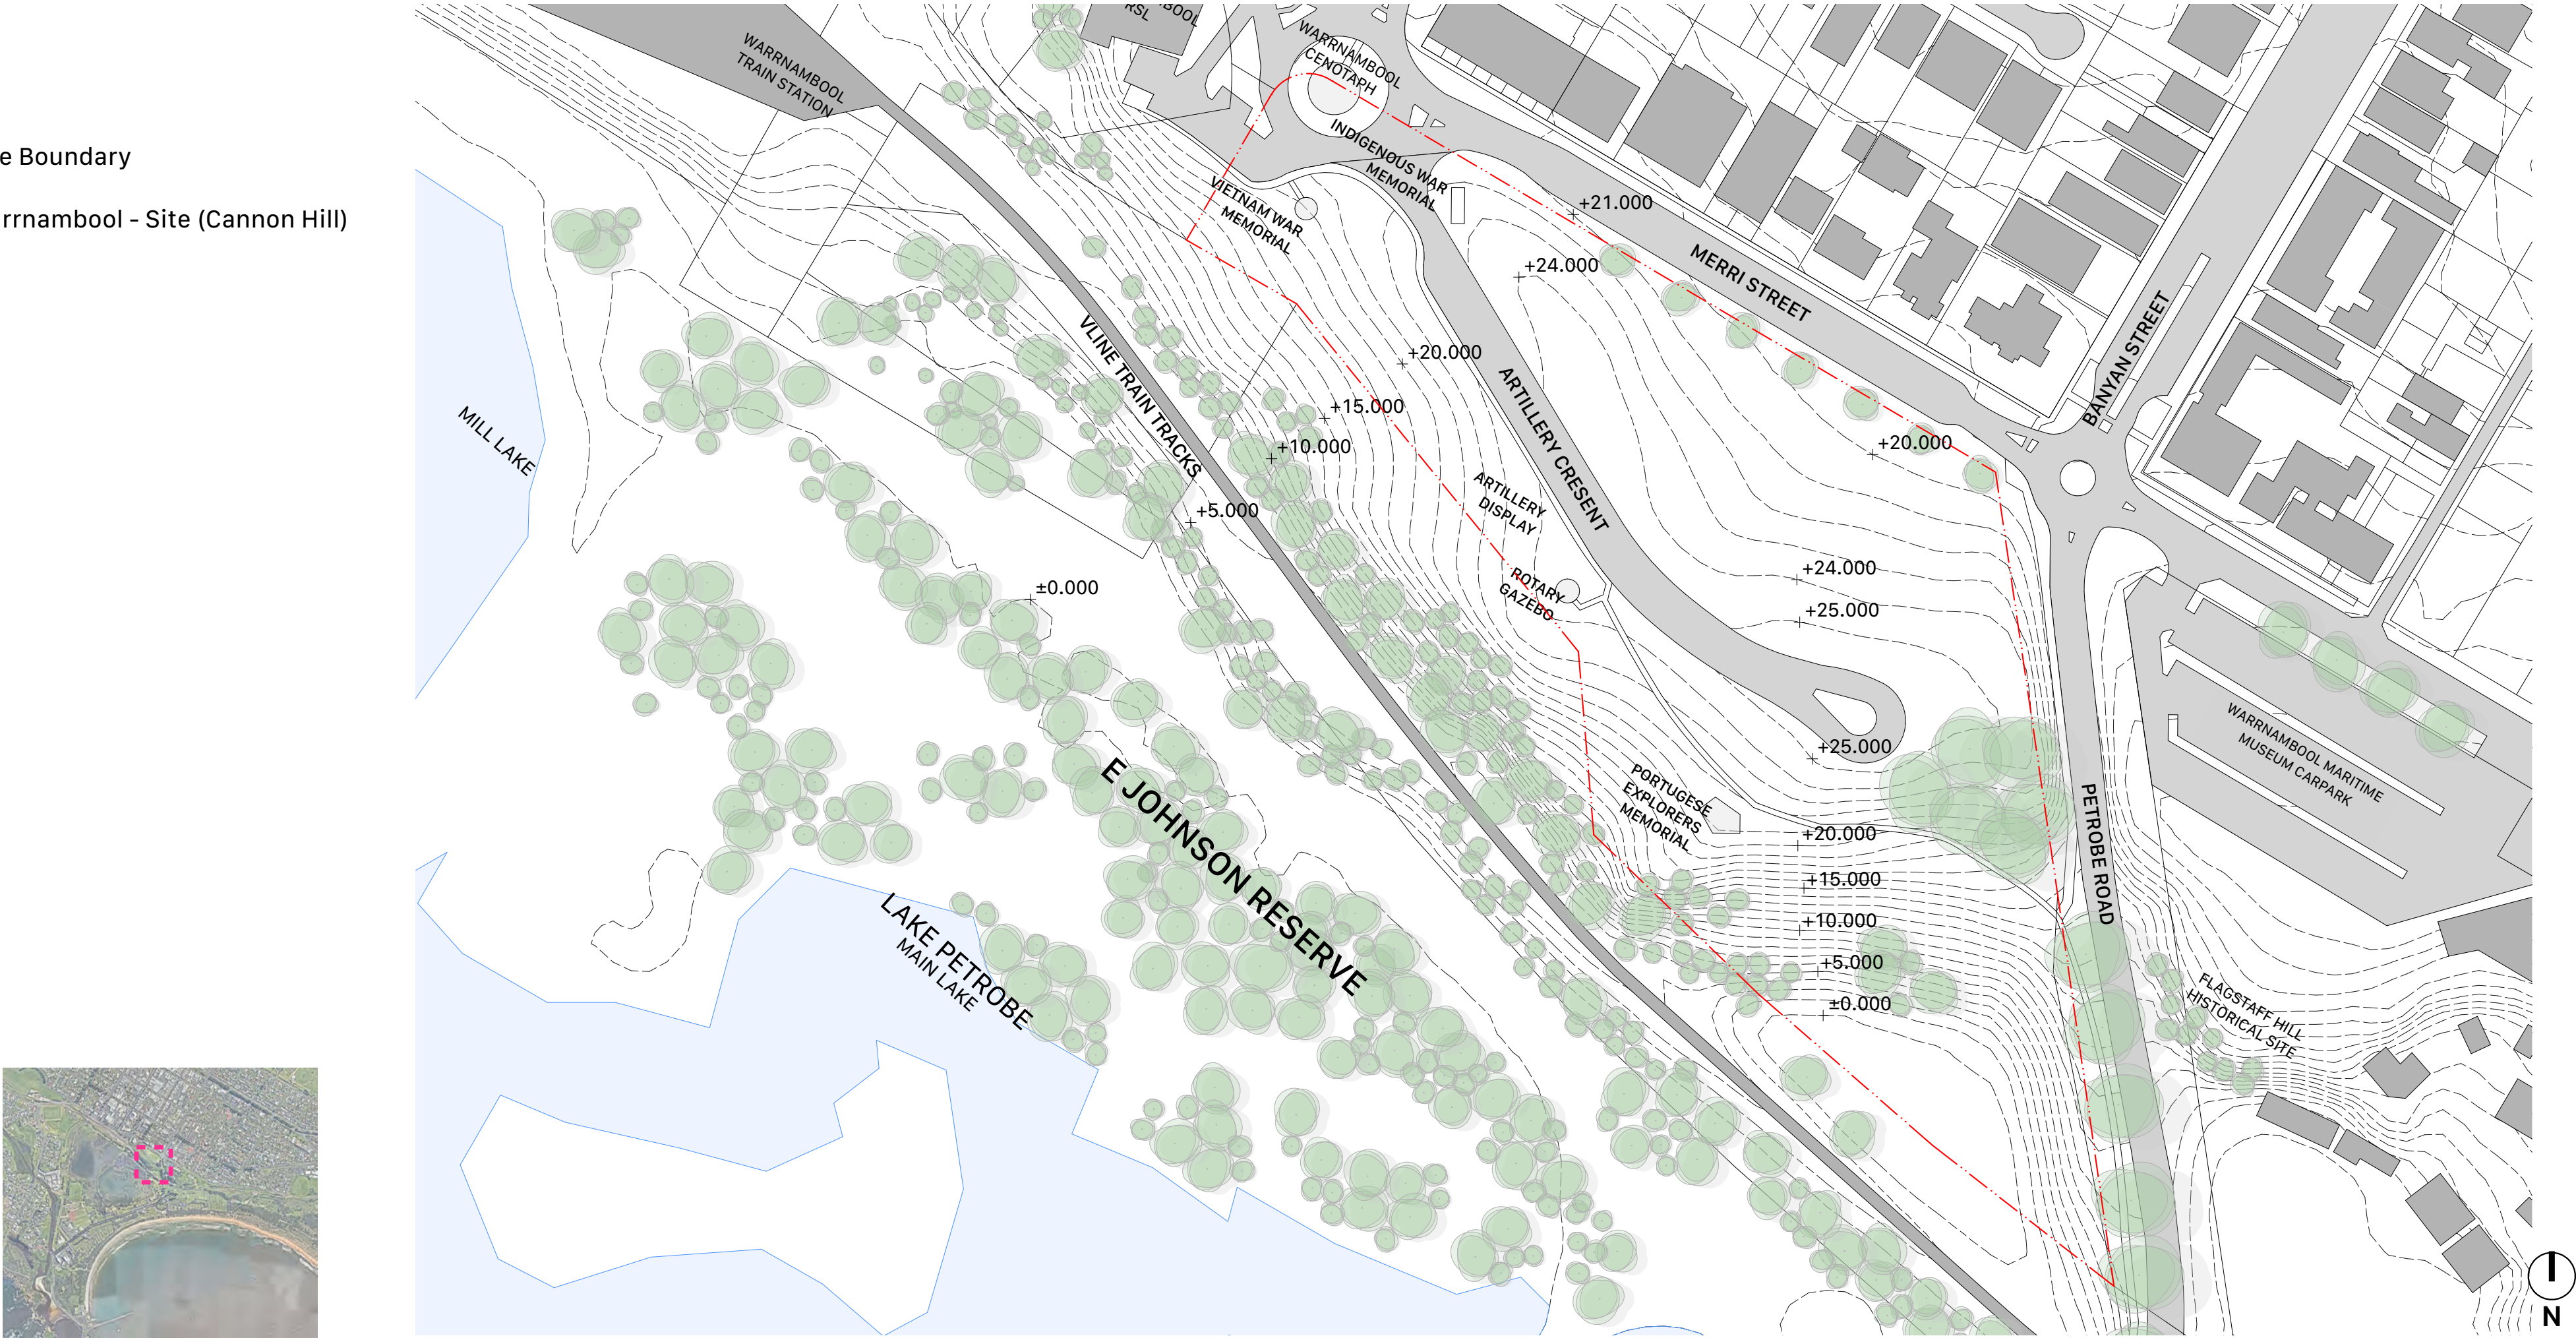 e Boundary
rrnambool - Site (Cannon Hill)
WARRNAMBOOL
TRAIN STATION
BOOL
RSL
WARRNAMBOOL
CENOTAPH
INDIGENOUS WAR
MEMORIAL
VIETNAM WAR
MEMORIAL
+21.000
+24.000
MERRI STREET
BANYAN STREET
+20.000
+15.000
+10.000
+5.000
±0.000
VLINE TRAIN TRACKS
ARTILLERY CRESENT
ARTILLERY
DISPLAY
ROTARY
GAZEBO
+20.000
+24.000
+25.000
+25.000
MILL LAKE
E JOHNSON RESERVE
LAKE PETROBE
MAIN LAKE
PORTUGESE
EXPLORERS
MEMORIAL
+20.000
+15.000
+10.000
+5.000
±0.000
PETROBE ROAD
WARRNAMBOOL MARITIME
MUSEUM CARPARK
FLAGSTAFF HILL
HISTORICAL SITE
N